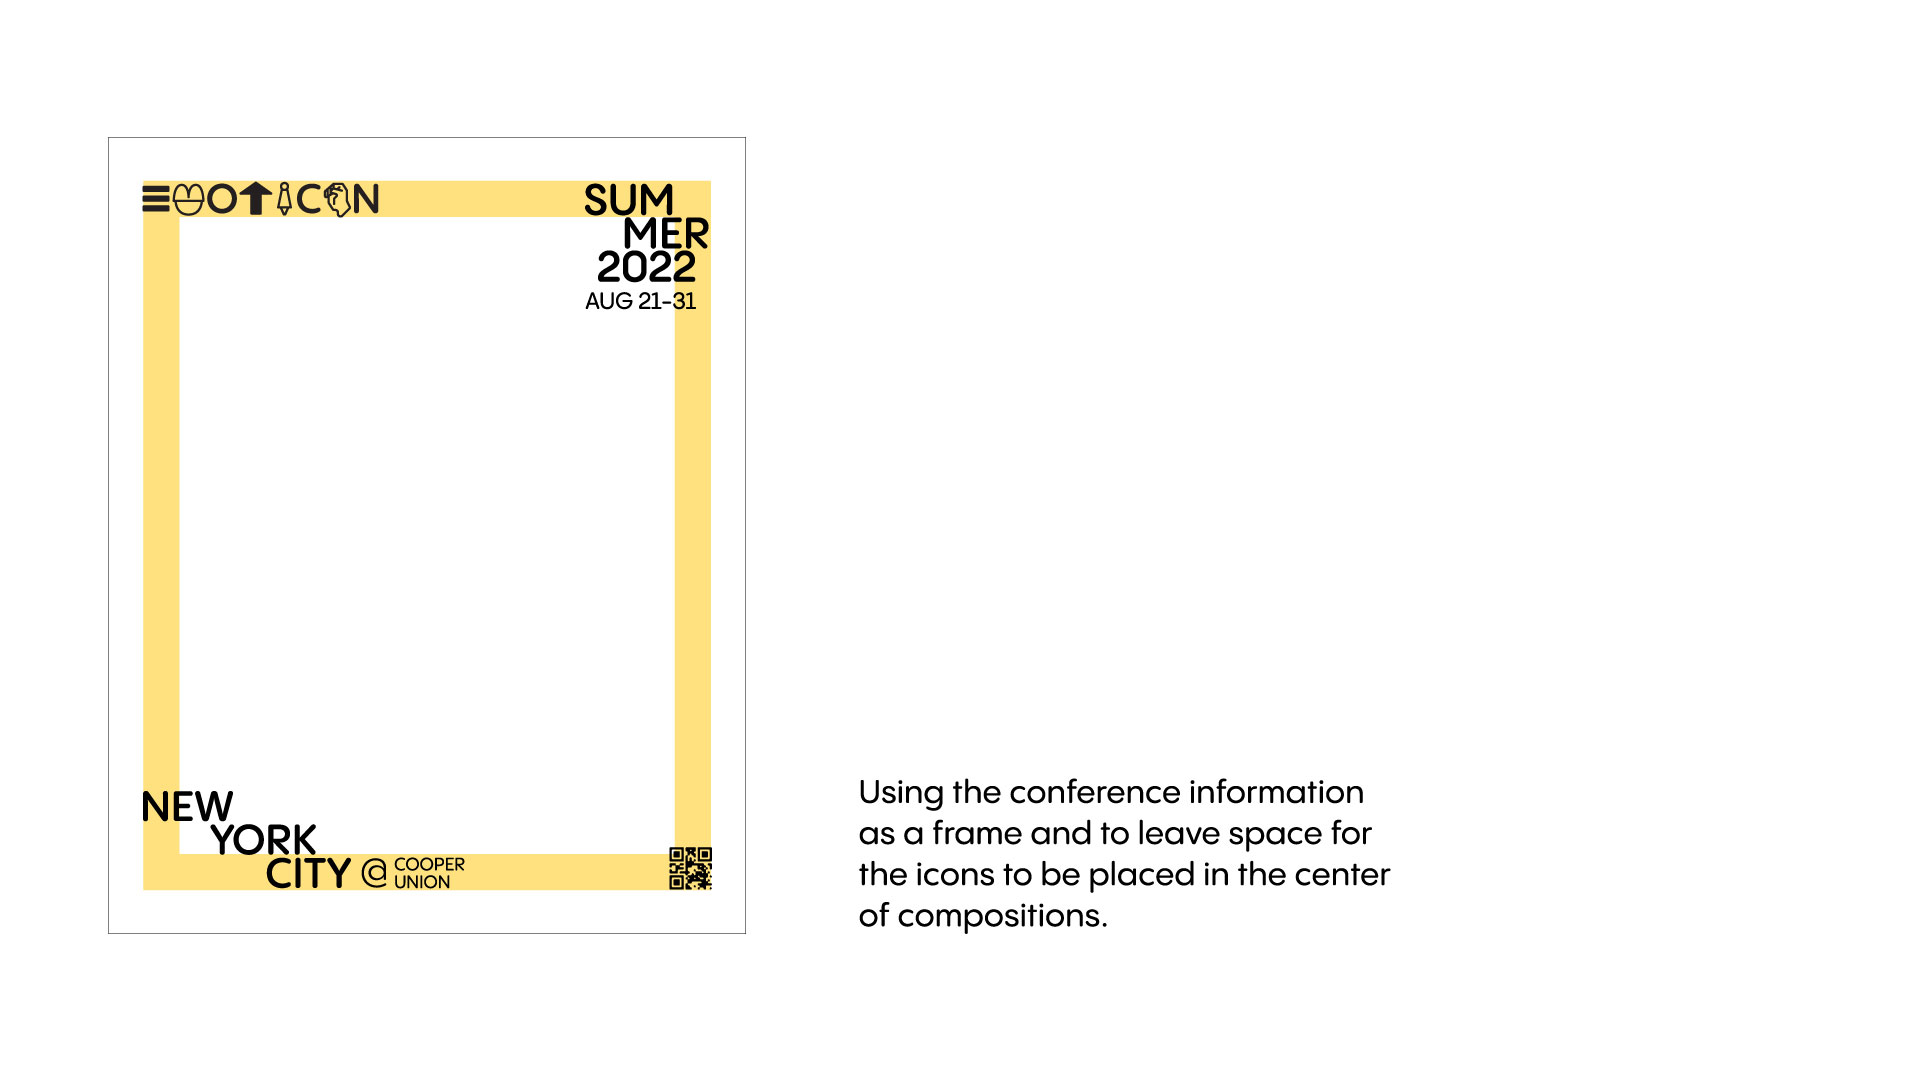 EMOTICON
SUM
MER
2022
AUG 21-31
NEW
YORK
CITY @ COOPER
UNION
Using the conference information
as a frame and to leave space for
the icons to be placed in the center
of compositions.